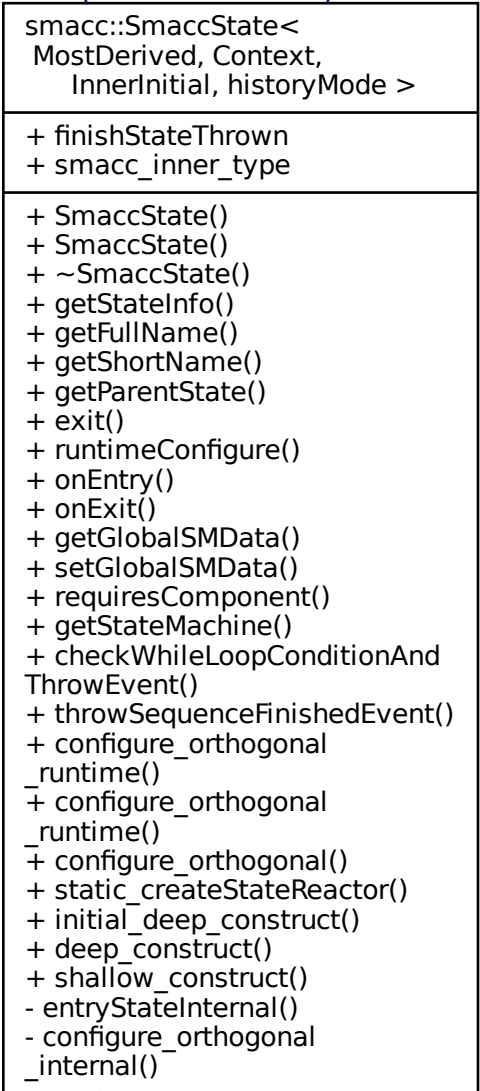 smacc::SmaccState<
MostDerived, Context,
InnerInitial, historyMode >
+ finishStateThrown
+ smacc_inner_type
+ SmaccState()
+ SmaccState()
+ ~SmaccState()
+ getStateInfo()
+ getFullName()
+ getShortName()
+ getParentState()
+ exit()
+ runtimeConfigure()
+ onEntry()
+ onExit()
+ getGlobalSMData()
+ setGlobalSMData()
+ requiresComponent()
+ getStateMachine()
+ checkWhileLoopConditionAnd
ThrowEvent()
+ throwSequenceFinishedEvent()
+ configure_orthogonal
_runtime()
+ configure_orthogonal
_runtime()
+ configure_orthogonal()
+ static_createStateReactor()
+ initial_deep_construct()
+ deep_construct()
+ shallow_construct()
- entryStateInternal()
- configure_orthogonal
_internal()